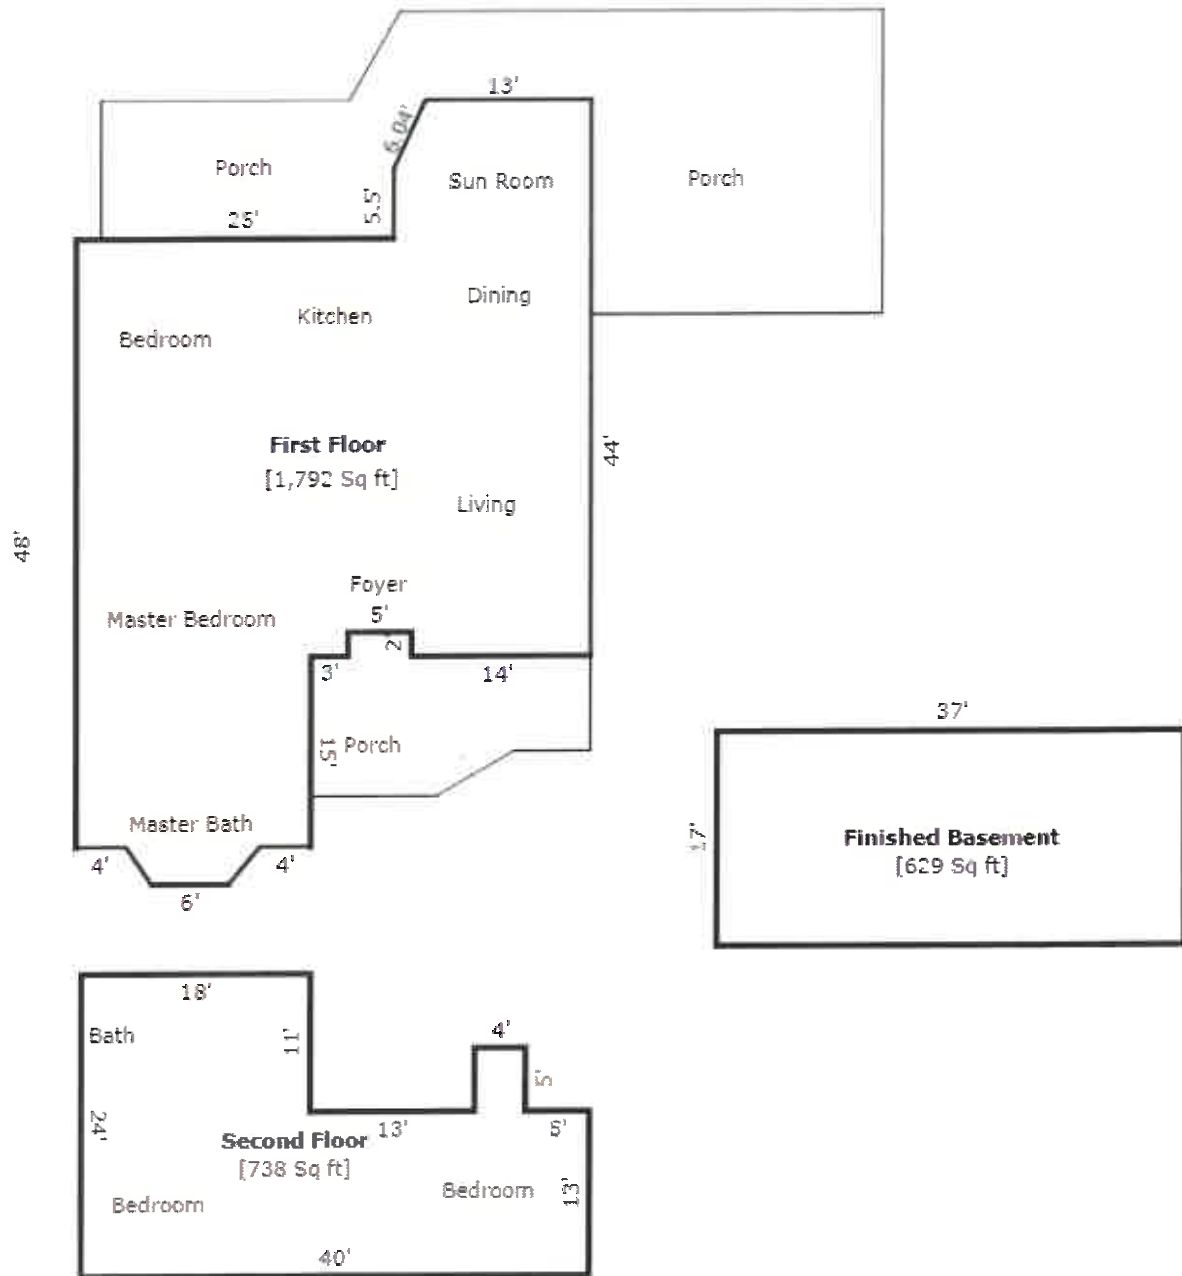 13'
6.04'
Porch
Sun Room
Porch
5.5'
25'
Dining
Kitchen
Bedroom
First Floor
[1,792 Sq ft]
44'
Living
48'
Foyer
5'
Master Bedroom
2'
3'
14'
37'
15'
Porch
Master Bath
17'
Finished Basement
[629 Sq ft]
4'
4'
6'
18'
Bath
11'
4'
5'
24'
13'
5'
Second Floor
[738 Sq ft]
Bedroom
Bedroom
13'
40'